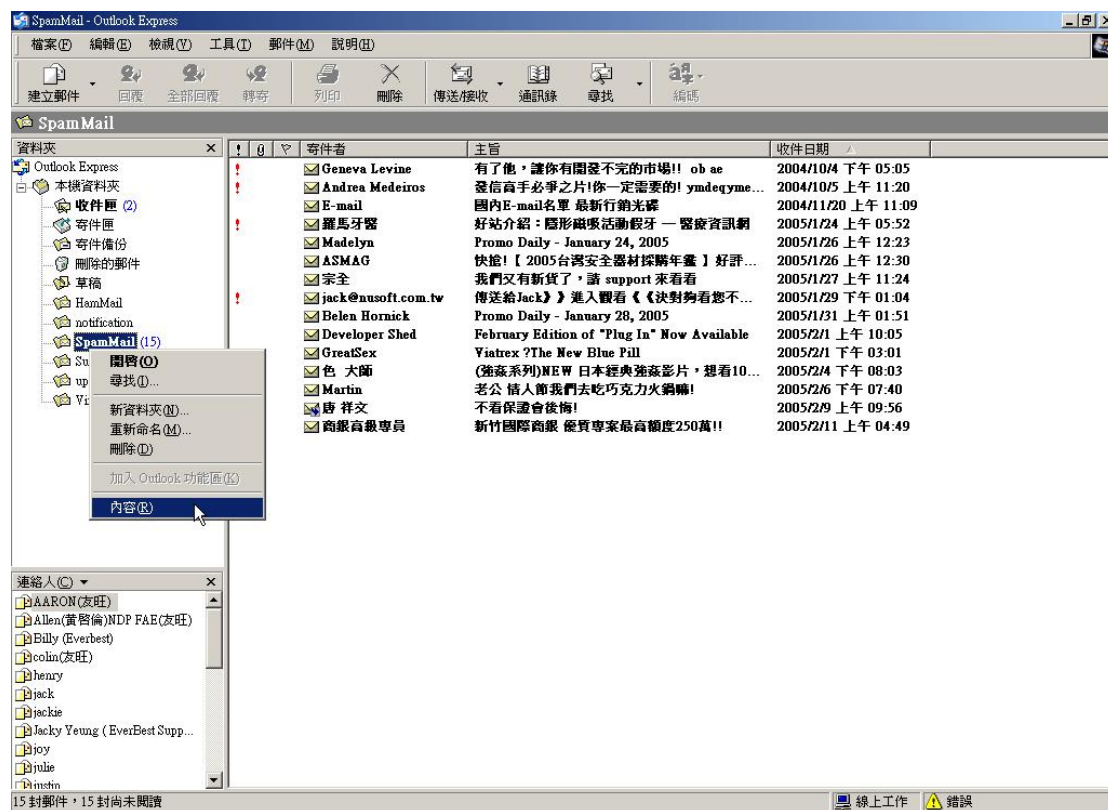 SpamMail - Outlook Express
檔案(F) 編輯(E) 檢視(V) 工具(T) 郵件(M) 說明(H)
建立郵件 回覆 全部回覆 轉寄 列印 刪除 傳送/接收 通訊錄 尋找 編碼
SpamMail
資料夾
Outlook Express
本機資料夾
收件匣 (2)
寄件匣
寄件備份
刪除的郵件
草稿
HamMail
notification
SpamMail (15)
Su
up
Vi
開啟(O)
尋找(I)...
新資料夾(N)...
重新命名(M)...
刪除(D)
加入 Outlook 功能區(K)
內容(R)
寄件者 主旨 收件日期
Geneva Levine 有了他,讓你有開發不完的市場!! ob ae 2004/10/4 下午 05:05
Andrea Medeiros 發信高手必爭之片!你一定需要的! ymdeqyme... 2004/10/5 上午 11:20
E-mail 國內E-mail名單 最新行銷光碟 2004/11/20 上午 11:09
羅馬牙醫 好站介紹:隱形磁吸活動假牙 — 醫療資訊網 2005/1/24 上午 05:52
Madelyn Promo Daily - January 24, 2005 2005/1/26 上午 12:23
ASMAG 快搶!【 2005台灣安全器材採購年鑑 】好評... 2005/1/26 上午 12:30
宗全 我們又有新貨了,請 support 來看看 2005/1/27 上午 11:24
jack@nusoft.com.tw 傳送給Jack》》進入觀看《《決對夠看您不... 2005/1/29 下午 01:04
Belen Hornick Promo Daily - January 28, 2005 2005/1/31 上午 01:51
Developer Shed February Edition of "Plug In" Now Available 2005/2/1 上午 10:05
GreatSex Viatrex ?The New Blue Pill 2005/2/1 下午 03:01
色 大師 (強姦系列)NEW 日本經典強姦影片,想看10... 2005/2/4 下午 08:03
Martin 老公 情人節我們去吃巧克力火鍋嘛! 2005/2/6 下午 07:40
唐 祥文 不看保證會後悔! 2005/2/9 上午 09:56
商銀高級專員 新竹國際商銀 優質專案最高額度250萬!! 2005/2/11 上午 04:49
連絡人(C)
AARON(友旺)
Allen(黃啓倫)NDP FAE(友旺)
Billy (Everbest)
colin(友旺)
henry
jack
jackie
Jacky Yeung ( EverBest Supp...
joy
julie
justin
15 封郵件,15 封尚未閱讀 線上工作 錯誤